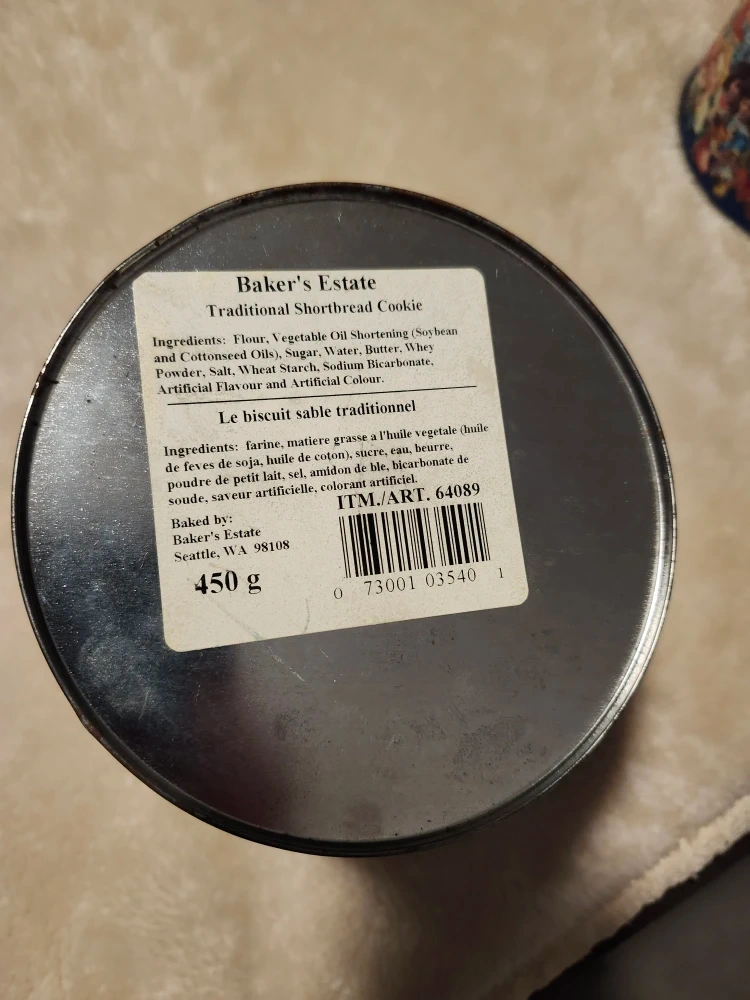 Baker's Estate
Traditional Shortbread Cookie
Ingredients: Flour, Vegetable Oil Shortening (Soybean
and Cottonseed Oils), Sugar, Water, Butter, Whey
Powder, Salt, Wheat Starch, Sodium Bicarbonate,
Artificial Flavour and Artificial Colour.
Le biscuit sable traditionnel
Ingredients: farine, matiere grasse a l'huile vegetale (huile
de feves de soja, huile de coton), sucre, eau, beurre,
poudre de petit lait, sel, amidon de ble, bicarbonate de
soude, saveur artificielle, colorant artificiel.
ITM./ART. 64089
Baked by:
Baker's Estate
Seattle, WA 98108
450 g
0 73001 03540 1